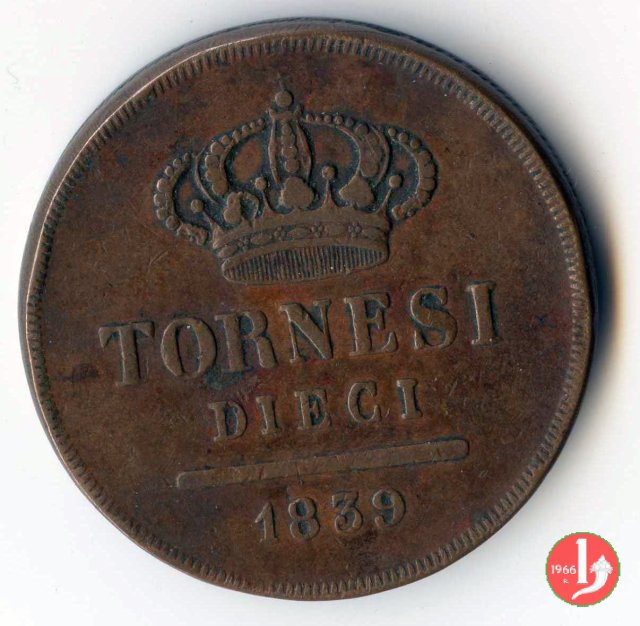 TORNESI
DIECI
1839
1966
R.